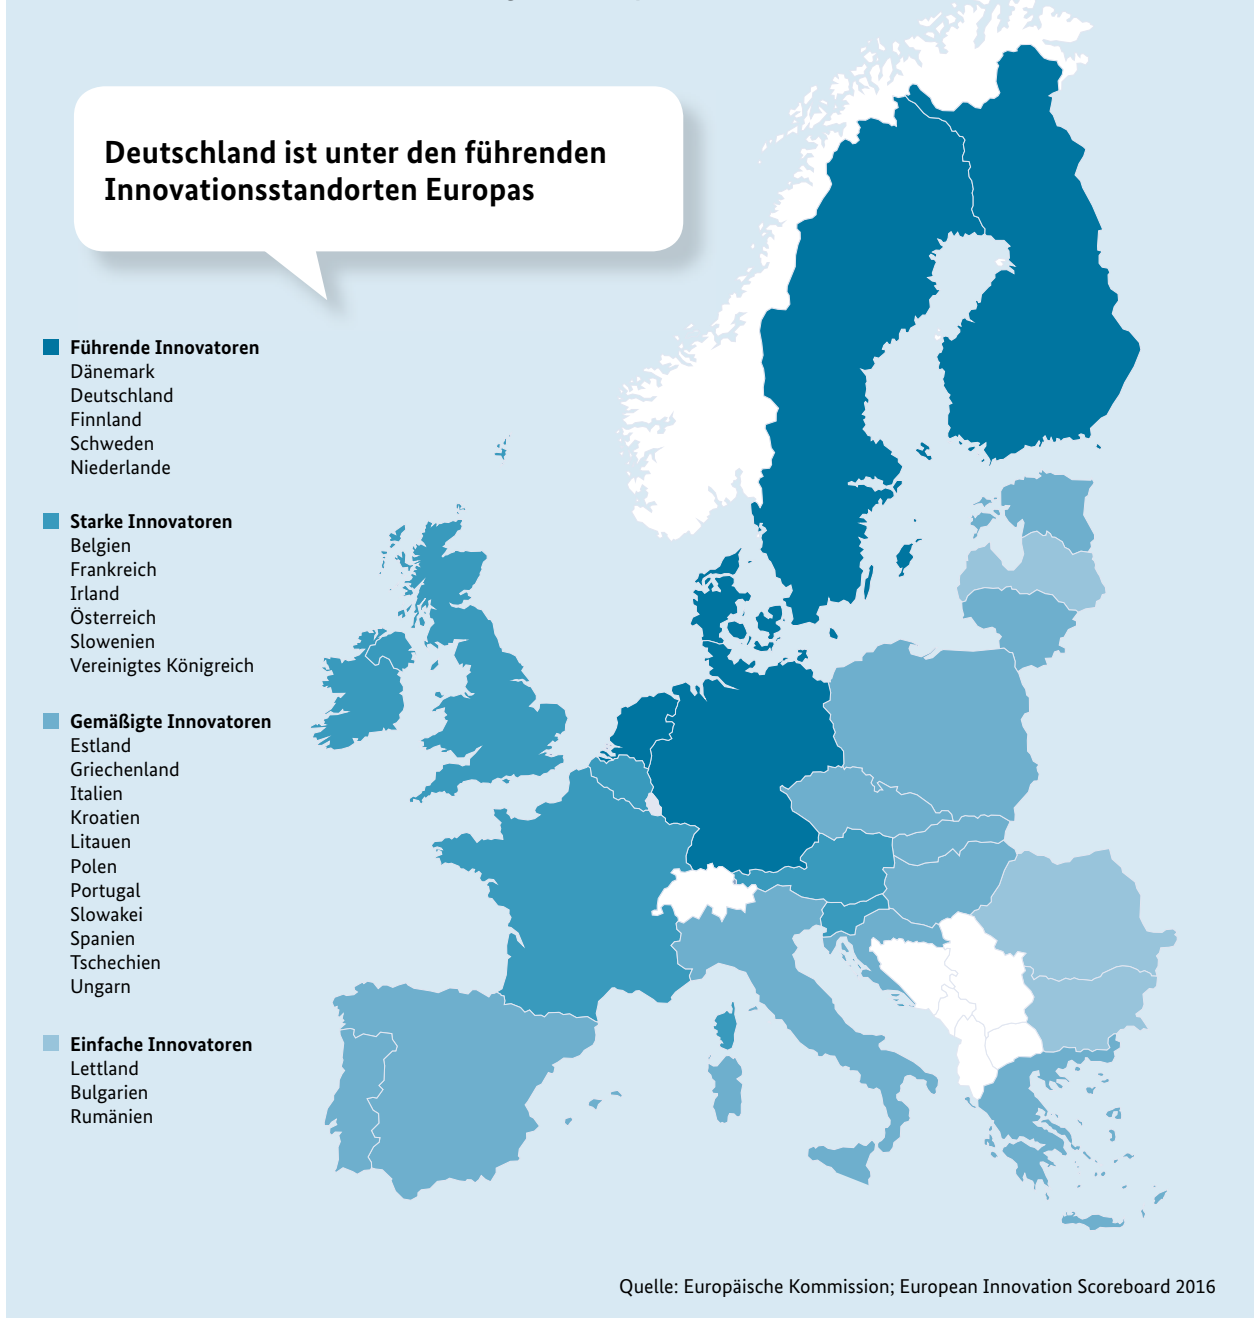 Deutschland ist unter den führenden
Innovationsstandorten Europas
Führende Innovatoren
Dänemark
Deutschland
Finnland
Schweden
Niederlande
Starke Innovatoren
Belgien
Frankreich
Irland
Österreich
Slowenien
Vereinigtes Königreich
Gemäßigte Innovatoren
Estland
Griechenland
Italien
Kroatien
Litauen
Polen
Portugal
Slowakei
Spanien
Tschechien
Ungarn
Einfache Innovatoren
Lettland
Bulgarien
Rumänien
Quelle: Europäische Kommission; European Innovation Scoreboard 2016